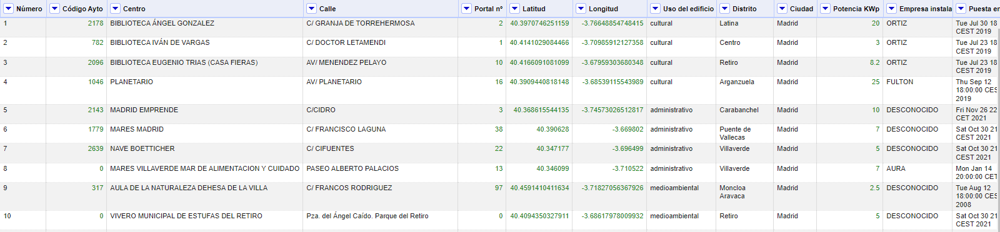 Número Código Ayto Centro Calle Portal nº Latitud Longitud Uso del edificio Distrito Ciudad Potencia KWp Empresa instala Puesta en
1 2178 BIBLIOTECA ÁNGEL GONZALEZ C/ GRANJA DE TORREHERMOSA 2 40.3970746251159 -3.76648854748415 cultural Latina Madrid 20 ORTIZ Tue Jul 30 18
CEST 2019
2 782 BIBLIOTECA IVÁN DE VARGAS C/ DOCTOR LETAMENDI 1 40.4141029084466 -3.70985912127358 cultural Centro Madrid 3 ORTIZ Tue Jul 23 18
CEST 2019
3 2096 BIBLIOTECA EUGENIO TRIAS (CASA FIERAS) AV/ MENENDEZ PELAYO 10 40.4166091081099 -3.67959303680348 cultural Retiro Madrid 8.2 ORTIZ Tue Jul 23 18
CEST 2019
4 1046 PLANETARIO AV/ PLANETARIO 16 40.3909440818148 -3.68539115543989 cultural Arganzuela Madrid 25 FULTON Thu Sep 12
18:00:00 CES
2019
5 2143 MADRID EMPRENDE C/CIDRO 3 40.368615544135 -3.74573026512817 administrativo Carabanchel Madrid 10 DESCONOCIDO Fri Nov 26 22
CET 2021
6 1779 MARES MADRID C/ FRANCISCO LAGUNA 38 40.390628 -3.669802 administrativo Puente de Madrid 7 DESCONOCIDO Sat Oct 30 21
Vallecas CEST 2021
7 2639 NAVE BOETTICHER C/ CIFUENTES 22 40.347177 -3.696499 administrativo Villaverde Madrid 5 DESCONOCIDO Sat Oct 30 21
CEST 2021
8 0 MARES VILLAVERDE MAR DE ALIMENTACION Y CUIDADO PASEO ALBERTO PALACIOS 13 40.346099 -3.710522 administrativo Villaverde Madrid 7 AURA Mon Jan 14
20:00:00 CET
9 317 AULA DE LA NATURALEZA DEHESA DE LA VILLA C/ FRANCOS RODRIGUEZ 97 40.4591410411634 -3.71827056367926 medioambiental Moncloa Madrid 2.5 DESCONOCIDO Tue Aug 12
Aravaca 18:00:00 CES
2008
10 0 VIVERO MUNICIPAL DE ESTUFAS DEL RETIRO Pza. del Ángel Caído. Parque del Retiro 0 40.4094350327911 -3.68617978009932 medioambiental Retiro Madrid 5 DESCONOCIDO Sat Oct 30 21
CEST 2021